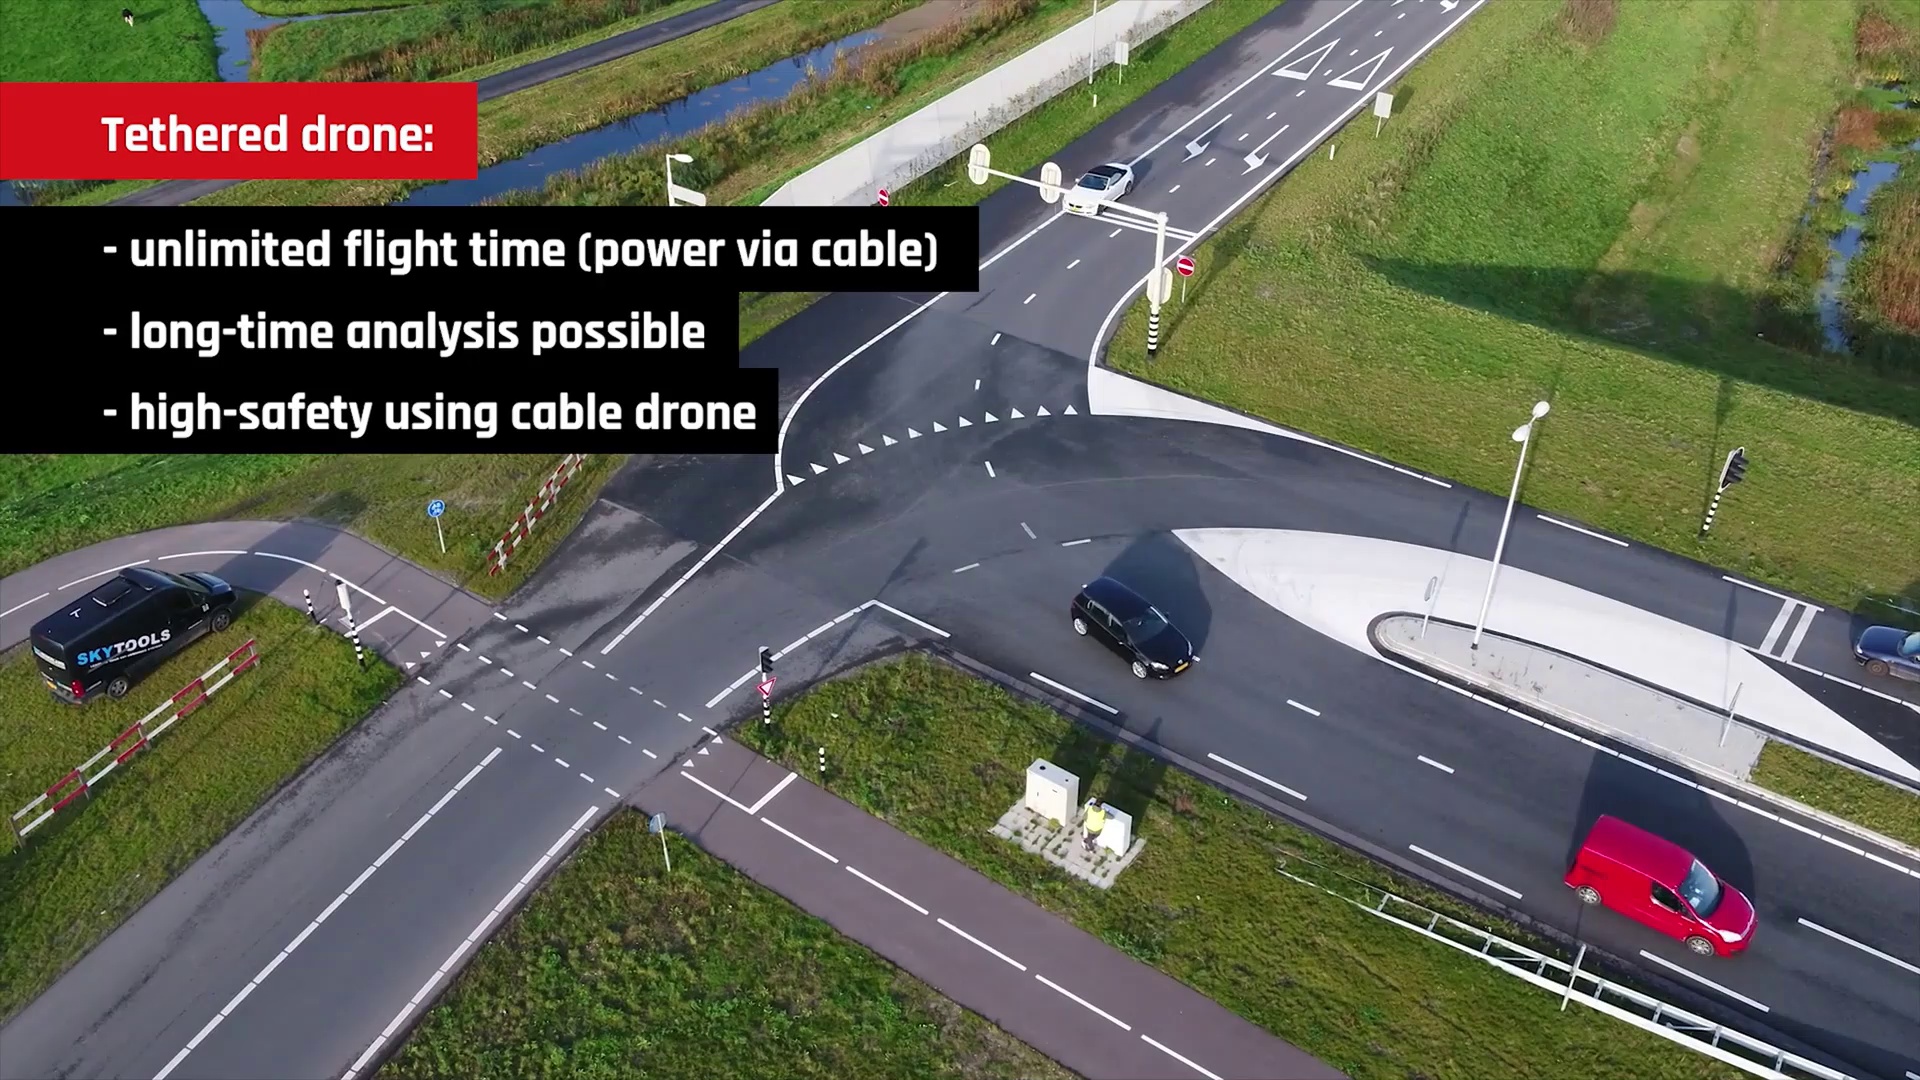 Tethered drone:
- unlimited flight time (power via cable)
- long-time analysis possible
- high-safety using cable drone
SKYTOOLS